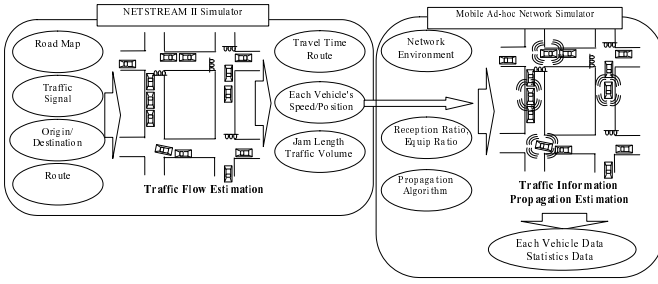 NETSTREAM II Simulator
Road Map
Traffic
Signal
Origin/
Destination
Route
Traffic Flow Estimation
Travel Time
Route
Each Vehicle's
Speed/Position
Jam Length
Traffic Volume
Mobile Ad-hoc Network Simulator
Network
Environment
Reception Ratio,
Equip Ratio
Propagation
Algorithm
Traffic Information
Propagation Estimation
Each Vehicle Data
Statistics Data